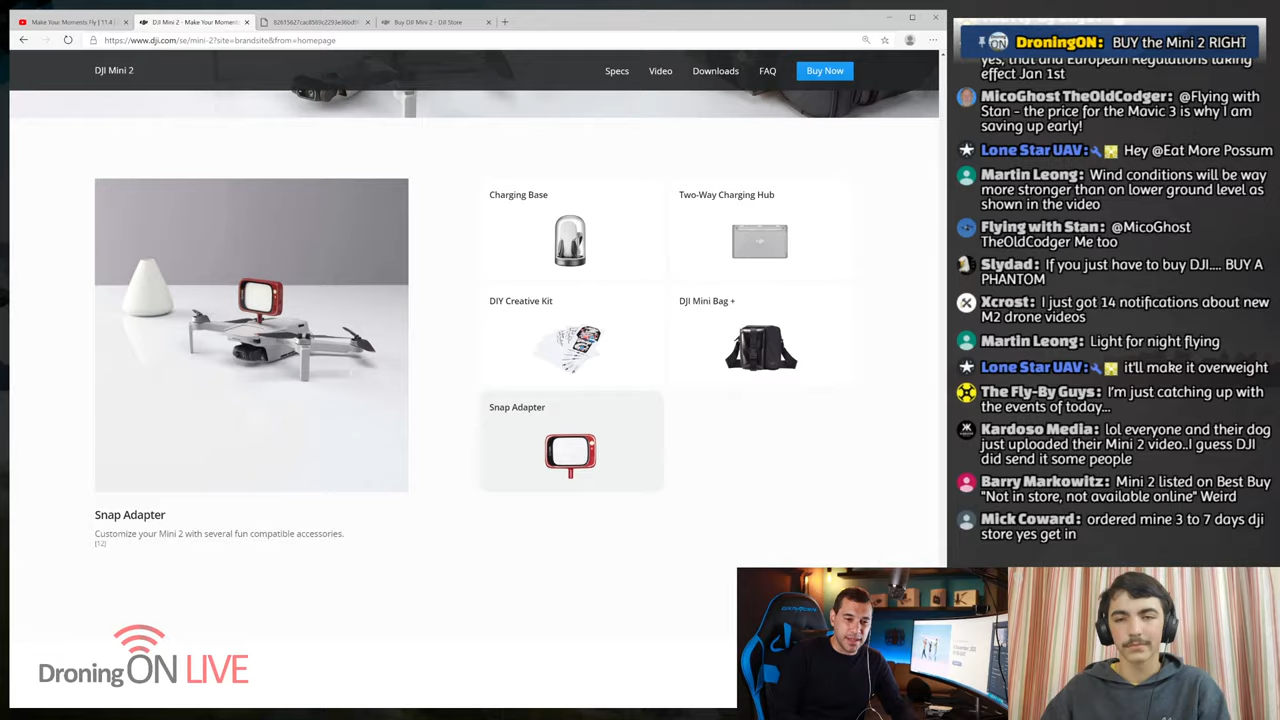 Make Your Moments Fly | 11.4 |
DJI Mini 2 - Make Your Moments
82615627cac8569c2293e36bd5
Buy DJI Mini 2 - DJI Store
https://www.dji.com/se/mini-2?site=brandsite&from=homepage
DJI Mini 2
Specs
Video
Downloads
FAQ
Buy Now
Charging Base
Two-Way Charging Hub
DIY Creative Kit
DJI Mini Bag +
Snap Adapter
Snap Adapter
Customize your Mini 2 with several fun compatible accessories.
[12]
DroningON LIVE
DroningON: BUY the Mini 2 RIGHT
yes, that and European Regulations taking
effect Jan 1st
MicoGhost TheOldCodger: @Flying with
Stan - the price for the Mavic 3 is why I am
saving up early!
Lone Star UAV: Hey @Eat More Possum
Martin Leong: Wind conditions will be way
more stronger than on lower ground level as
shown in the video
Flying with Stan: @MicoGhost
TheOldCodger Me too
Slydad: If you just have to buy DJI.... BUY A
PHANTOM
Xcrost: I just got 14 notifications about new
M2 drone videos
Martin Leong: Light for night flying
Lone Star UAV: it'll make it overweight
The Fly-By Guys: I'm just catching up with
the events of today...
Kardoso Media: lol everyone and their dog
just uploaded their Mini 2 video..I guess DJI
did send it some people
Barry Markowitz: Mini 2 listed on Best Buy
"Not in store, not available online" Weird
Mick Coward: ordered mine 3 to 7 days dji
store yes get in